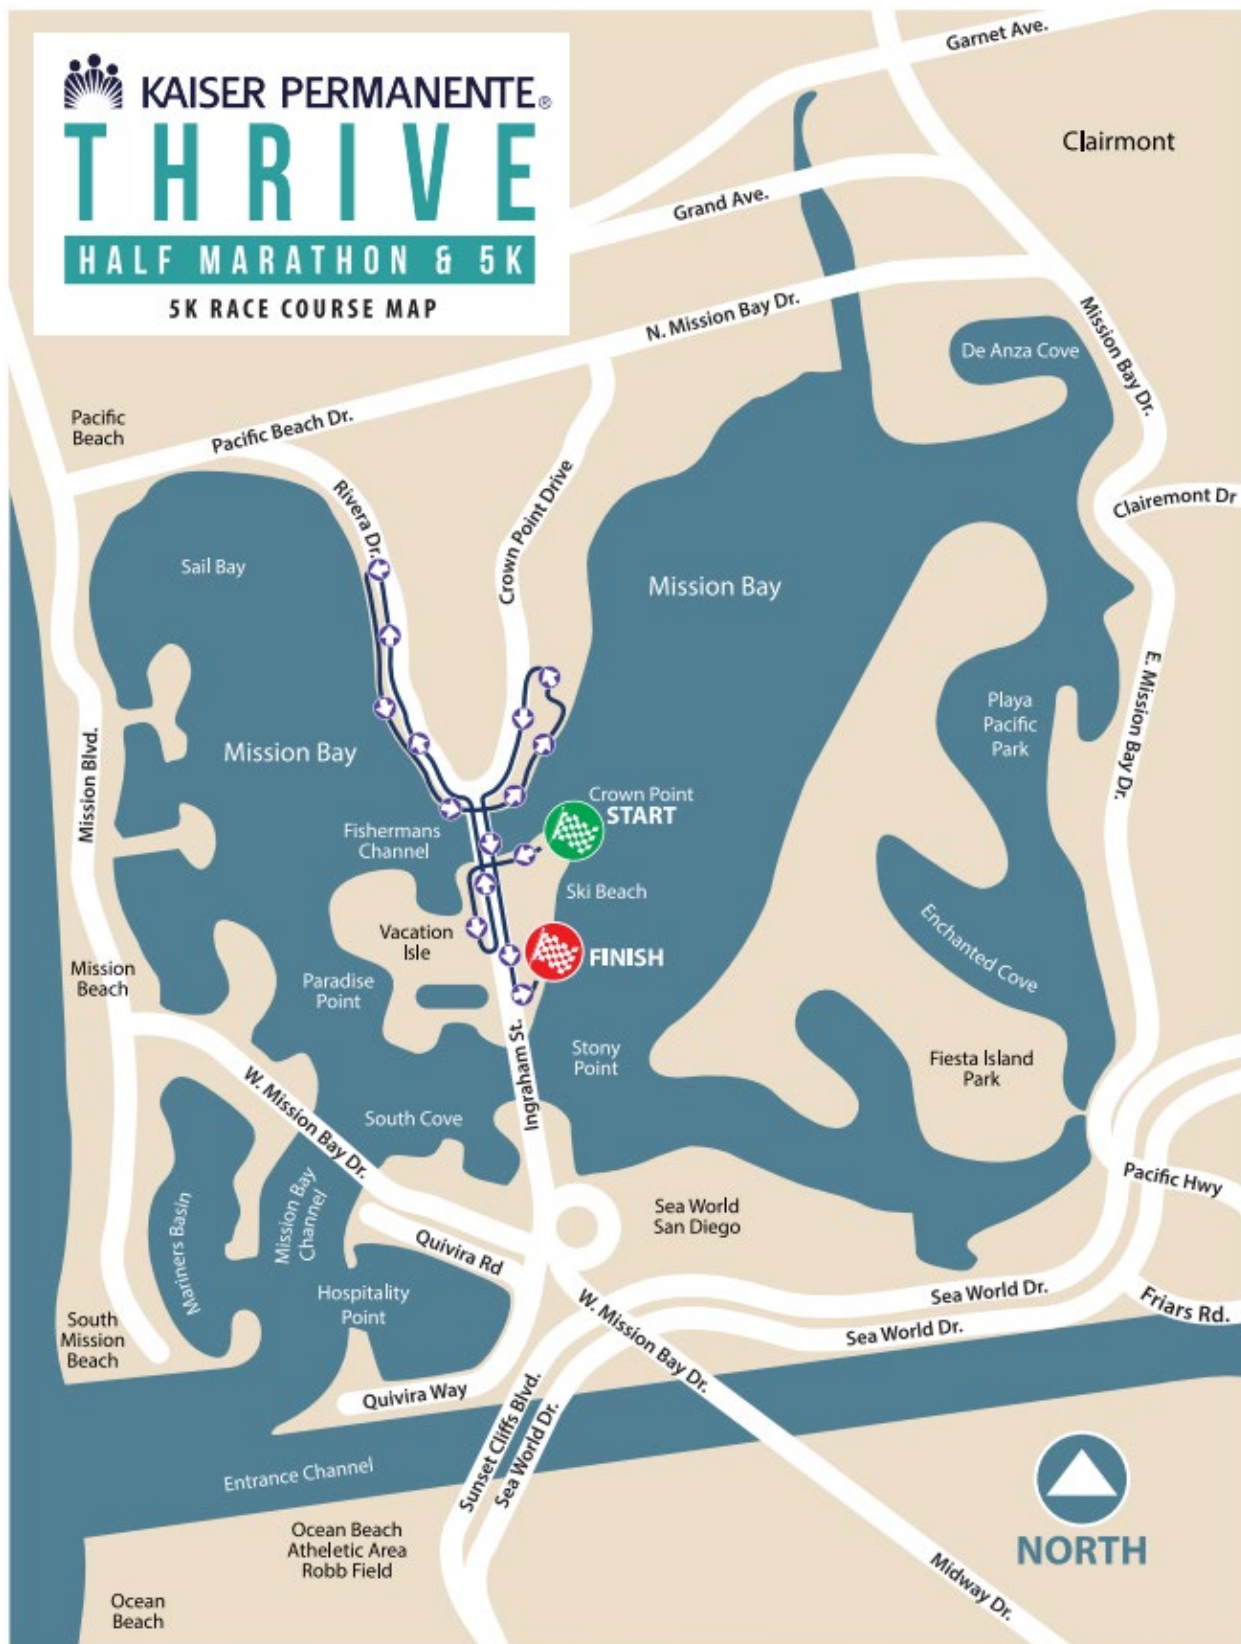 KAISER PERMANENTE®
THRIVE
HALF MARATHON & 5K
5K RACE COURSE MAP
Garnet Ave.
Clairmont
Grand Ave.
N. Mission Bay Dr.
Mission Bay Dr.
De Anza Cove
Pacific
Beach
Pacific Beach Dr.
Rivera Dr.
Crown Point Drive
Clairemont Dr
Sail Bay
Mission Bay
E. Mission Bay Dr.
Playa
Pacific
Park
Mission Blvd.
Mission Bay
Crown Point
START
Fishermans
Channel
Ski Beach
Vacation
Isle
Enchanted Cove
FINISH
Mission
Beach
Paradise
Point
Ingraham St.
Stony
Point
Fiesta Island
Park
W. Mission Bay Dr.
South Cove
Pacific Hwy
Mariners Basin
Mission Bay
Channel
Sea World
San Diego
Quivira Rd
Hospitality
Point
Sea World Dr.
Friars Rd.
South
Mission
Beach
W. Mission Bay Dr.
Sea World Dr.
Quivira Way
Sunset Cliffs Blvd.
Sea World Dr.
Entrance Channel
Ocean Beach
Atheletic Area
Robb Field
NORTH
Midway Dr.
Ocean
Beach